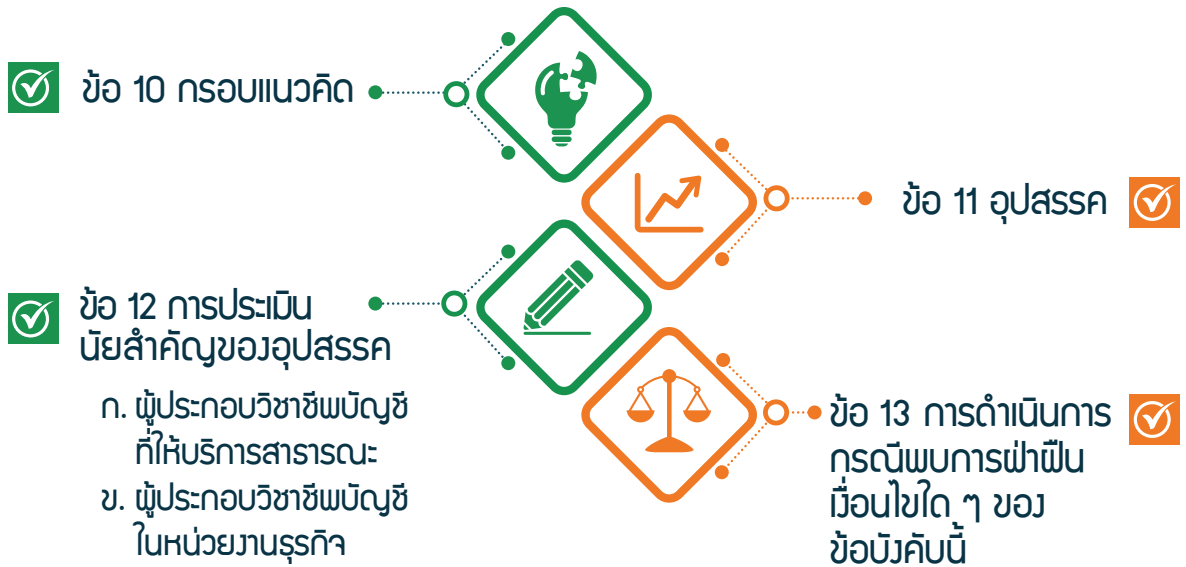 ข้อ 10 กรอบแนวคิด
ข้อ 11 อุปสรรค
ข้อ 12 การประเมิน
นัยสำคัญของอุปสรรค
ก. ผู้ประกอบวิชาชีพบัญชี
ที่ให้บริการสาธารณะ
ข. ผู้ประกอบวิชาชีพบัญชี
ในหน่วยงานธุรกิจ
ข้อ 13 การดำเนินการ
กรณีพบการฝ่าฝืน
เงื่อนไขใด ๆ ของ
ข้อบังคับนี้